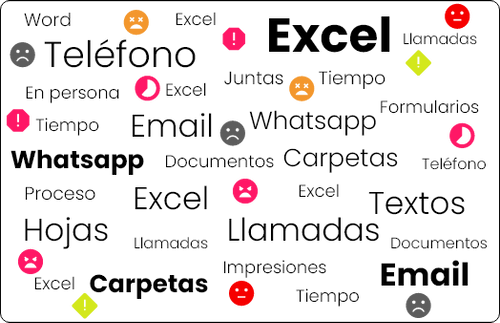 Word
Excel
Excel
Llamadas
Teléfono
Juntas
Tiempo
En persona
Excel
Formularios
Tiempo
Email
Whatsapp
Whatsapp
Documentos
Carpetas
Teléfono
Proceso
Excel
Excel
Textos
Hojas
Llamadas
Llamadas
Documentos
Impresiones
Excel
Carpetas
Email
Tiempo